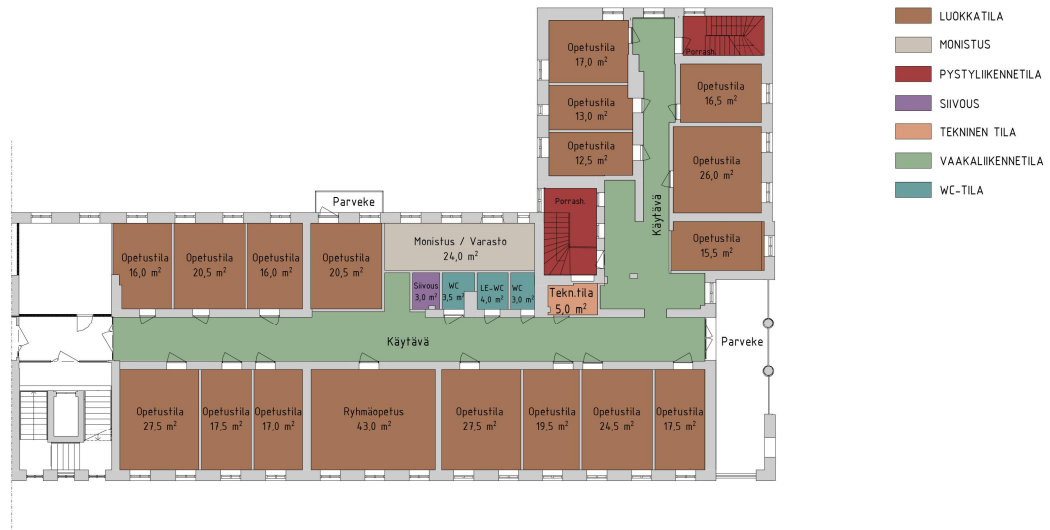 LUOKKATILA
MONISTUS
PYSTYLIIKENNETILA
SIIVOUS
TEKNINEN TILA
VAAKALIIKENNETILA
WC-TILA
Opetustila
17,0 m²
Porrash.
Opetustila
16,5 m²
Opetustila
13,0 m²
Opetustila
12,5 m²
Opetustila
26,0 m²
Käytävä
Opetustila
15,5 m²
Porrash.
Parveke
Opetustila
16,0 m²
Opetustila
20,5 m²
Opetustila
16,0 m²
Opetustila
20,5 m²
Monistus / Varasto
24,0 m²
Siivous
3,0 m²
WC
3,5 m²
LE-WC
4,0 m²
WC
3,0 m²
Tekn.tila
5,0 m²
Käytävä
Parveke
Opetustila
27,5 m²
Opetustila
17,5 m²
Opetustila
17,0 m²
Ryhmäopetus
43,0 m²
Opetustila
27,5 m²
Opetustila
19,5 m²
Opetustila
24,5 m²
Opetustila
17,5 m²